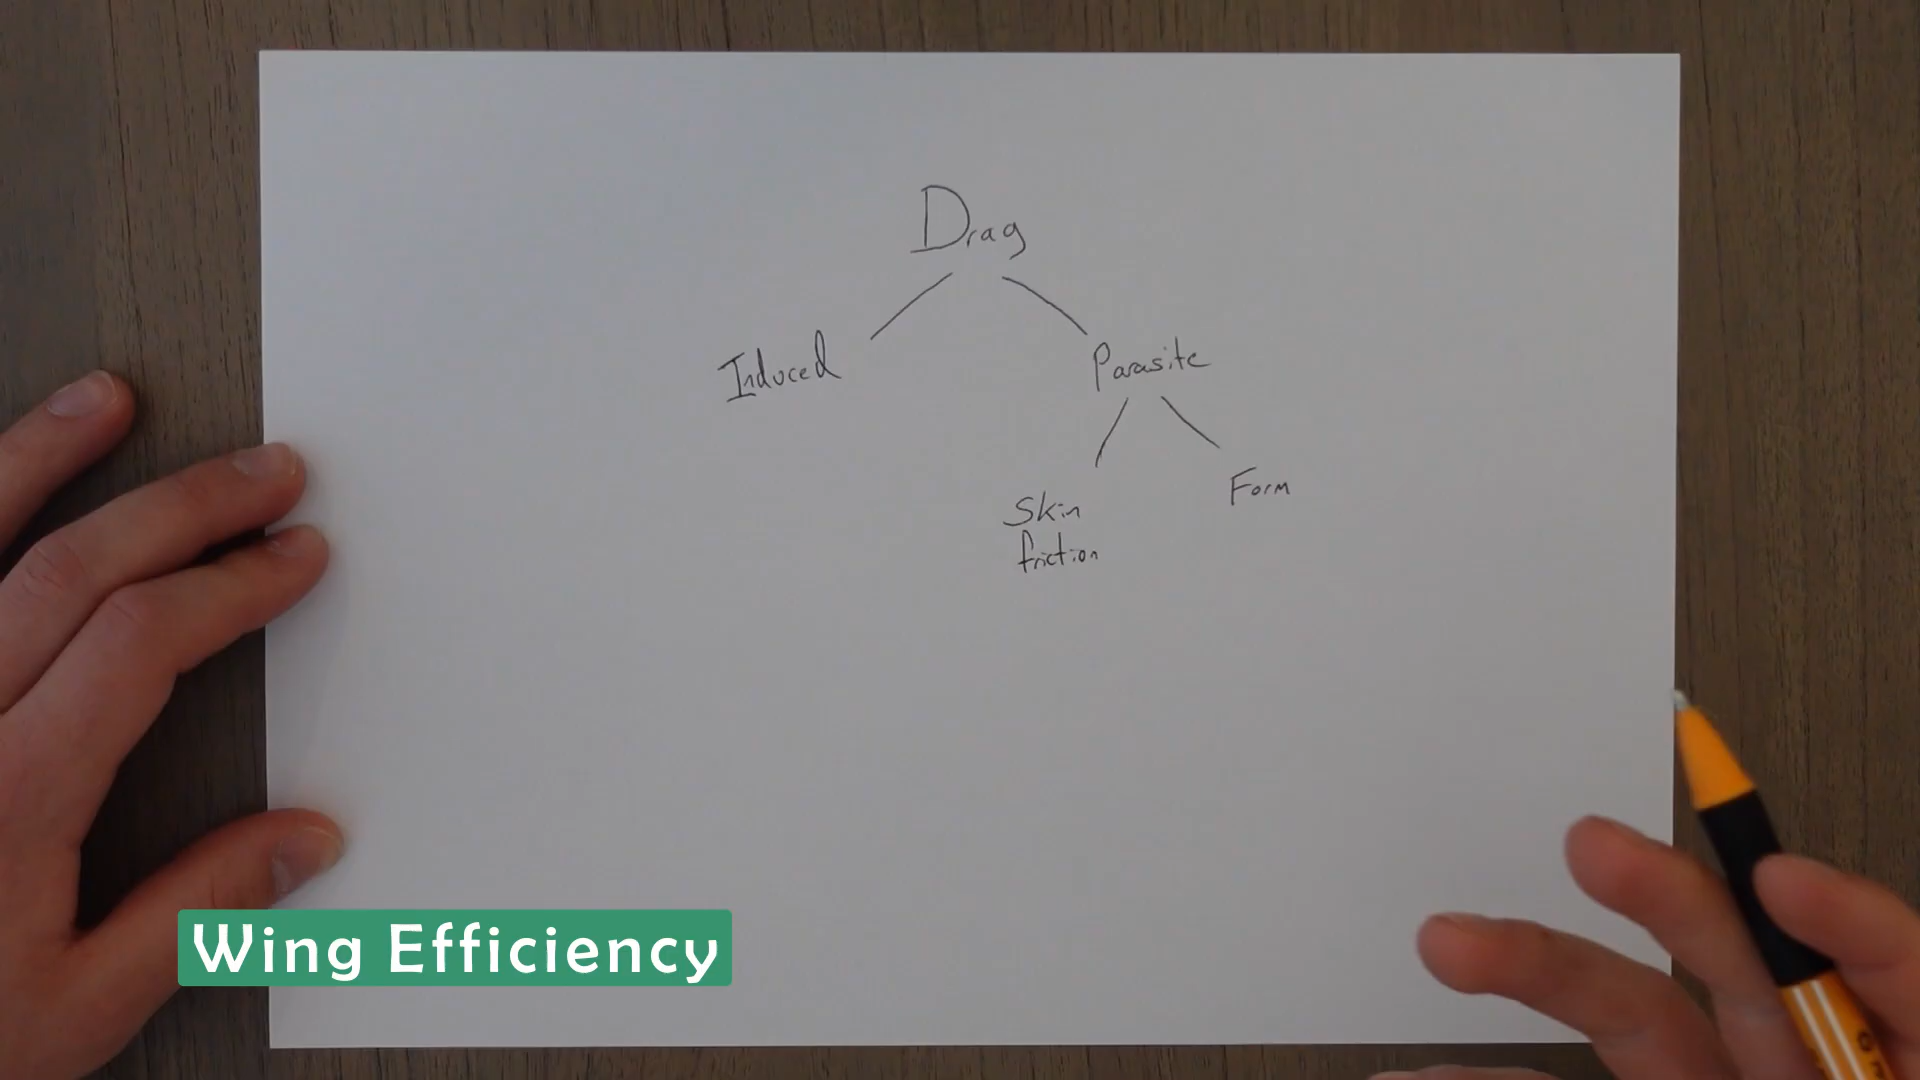 Drag
Induced
Parasite
Skin
friction
Form
Wing Efficiency